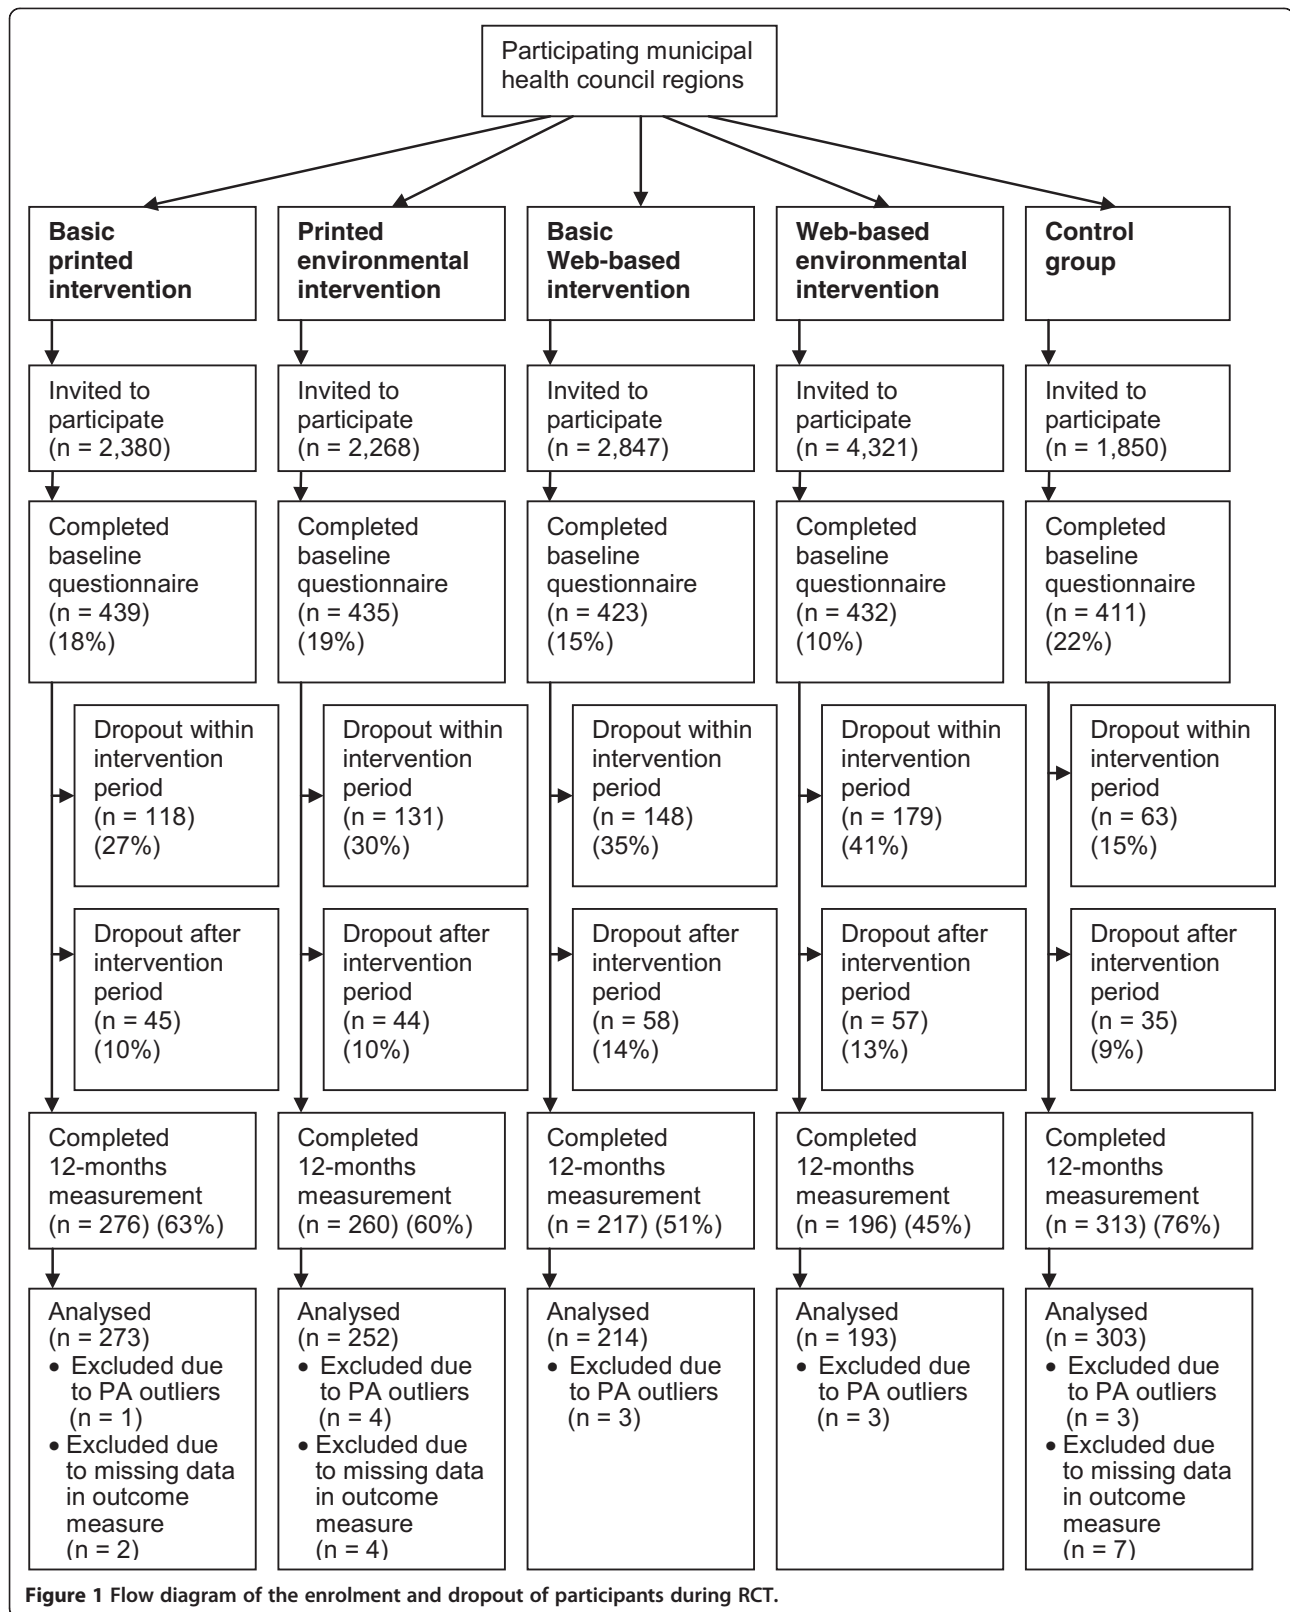 Participating municipal
health council regions
Basic
printed
intervention
Printed
environmental
intervention
Basic
Web-based
intervention
Web-based
environmental
intervention
Control
group
Invited to
participate
(n = 2,380)
Invited to
participate
(n = 2,268)
Invited to
participate
(n = 2,847)
Invited to
participate
(n = 4,321)
Invited to
participate
(n = 1,850)
Completed
baseline
questionnaire
(n = 439)
(18%)
Completed
baseline
questionnaire
(n = 435)
(19%)
Completed
baseline
questionnaire
(n = 423)
(15%)
Completed
baseline
questionnaire
(n = 432)
(10%)
Completed
baseline
questionnaire
(n = 411)
(22%)
Dropout within
intervention
period
(n = 118)
(27%)
Dropout within
intervention
period
(n = 131)
(30%)
Dropout within
intervention
period
(n = 148)
(35%)
Dropout within
intervention
period
(n = 179)
(41%)
Dropout within
intervention
period
(n = 63)
(15%)
Dropout after
intervention
period
(n = 45)
(10%)
Dropout after
intervention
period
(n = 44)
(10%)
Dropout after
intervention
period
(n = 58)
(14%)
Dropout after
intervention
period
(n = 57)
(13%)
Dropout after
intervention
period
(n = 35)
(9%)
Completed
12-months
measurement
(n = 276) (63%)
Completed
12-months
measurement
(n = 260) (60%)
Completed
12-months
measurement
(n = 217) (51%)
Completed
12-months
measurement
(n = 196) (45%)
Completed
12-months
measurement
(n = 313) (76%)
Analysed
(n = 273)
• Excluded due
to PA outliers
(n = 1)
• Excluded due
to missing data
in outcome
measure
(n = 2)
Analysed
(n = 252)
• Excluded due
to PA outliers
(n = 4)
• Excluded due
to missing data
in outcome
measure
(n = 4)
Analysed
(n = 214)
• Excluded due
to PA outliers
(n = 3)
Analysed
(n = 193)
• Excluded due
to PA outliers
(n = 3)
Analysed
(n = 303)
• Excluded due
to PA outliers
(n = 3)
• Excluded due
to missing data
in outcome
measure
(n = 7)
Figure 1 Flow diagram of the enrolment and dropout of participants during RCT.